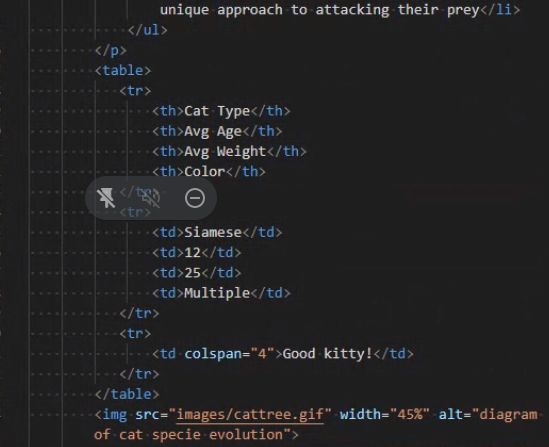 unique approach to attacking their prey</li>
</ul>
</p>
<table>
<tr>
<th>Cat Type</th>
<th>Avg Age</th>
<th>Avg Weight</th>
<th>Color</th>
</tr>
<tr>
<td>Siamese</td>
<td>12</td>
<td>25</td>
<td>Multiple</td>
</tr>
<tr>
<td colspan="4">Good kitty!</td>
</tr>
</table>
<img src="images/cattree.gif" width="45%" alt="diagram
of cat specie evolution">